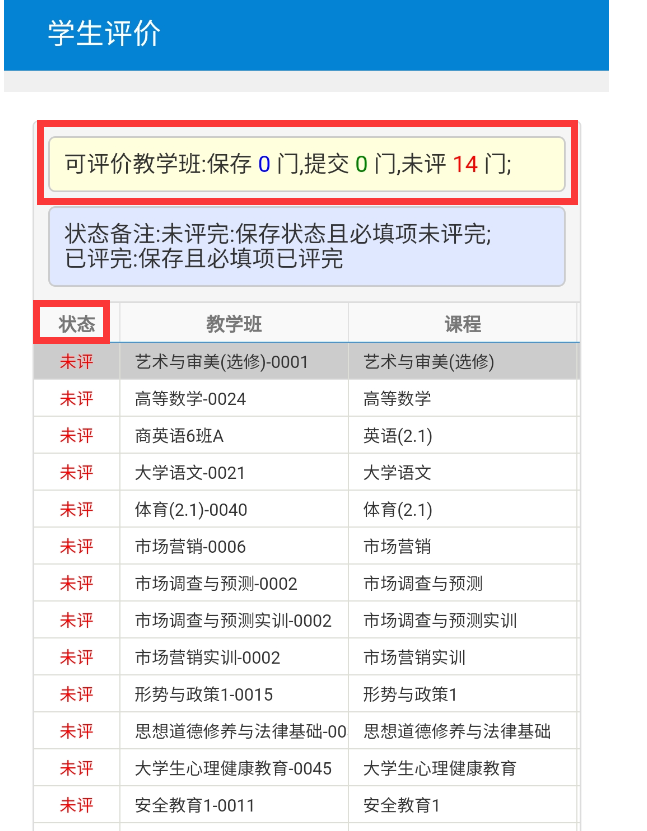 学生评价
可评价教学班:保存 0 门,提交 0 门,未评 14 门;
状态备注:未评完:保存状态且必填项未评完;
已评完:保存且必填项已评完
状态 教学班 课程
未评 艺术与审美(选修)-0001 艺术与审美(选修)
未评 高等数学-0024 高等数学
未评 商英语6班A 英语(2.1)
未评 大学语文-0021 大学语文
未评 体育(2.1)-0040 体育(2.1)
未评 市场营销-0006 市场营销
未评 市场调查与预测-0002 市场调查与预测
未评 市场调查与预测实训-0002 市场调查与预测实训
未评 市场营销实训-0002 市场营销实训
未评 形势与政策1-0015 形势与政策1
未评 思想道德修养与法律基础-00 思想道德修养与法律基础
未评 大学生心理健康教育-0045 大学生心理健康教育
未评 安全教育1-0011 安全教育1